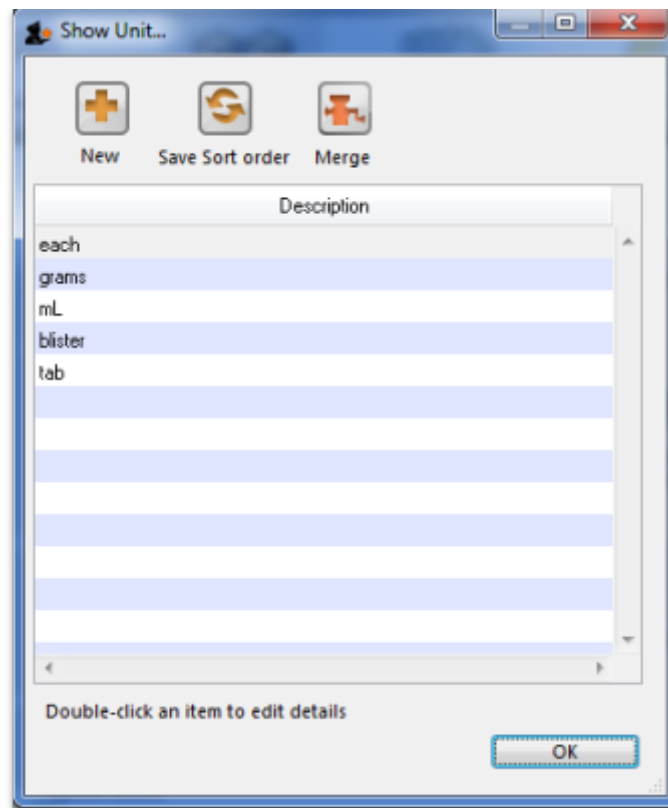 Show Unit...
New Save Sort order Merge
Description
each
grams
mL
blister
tab
Double-click an item to edit details
OK